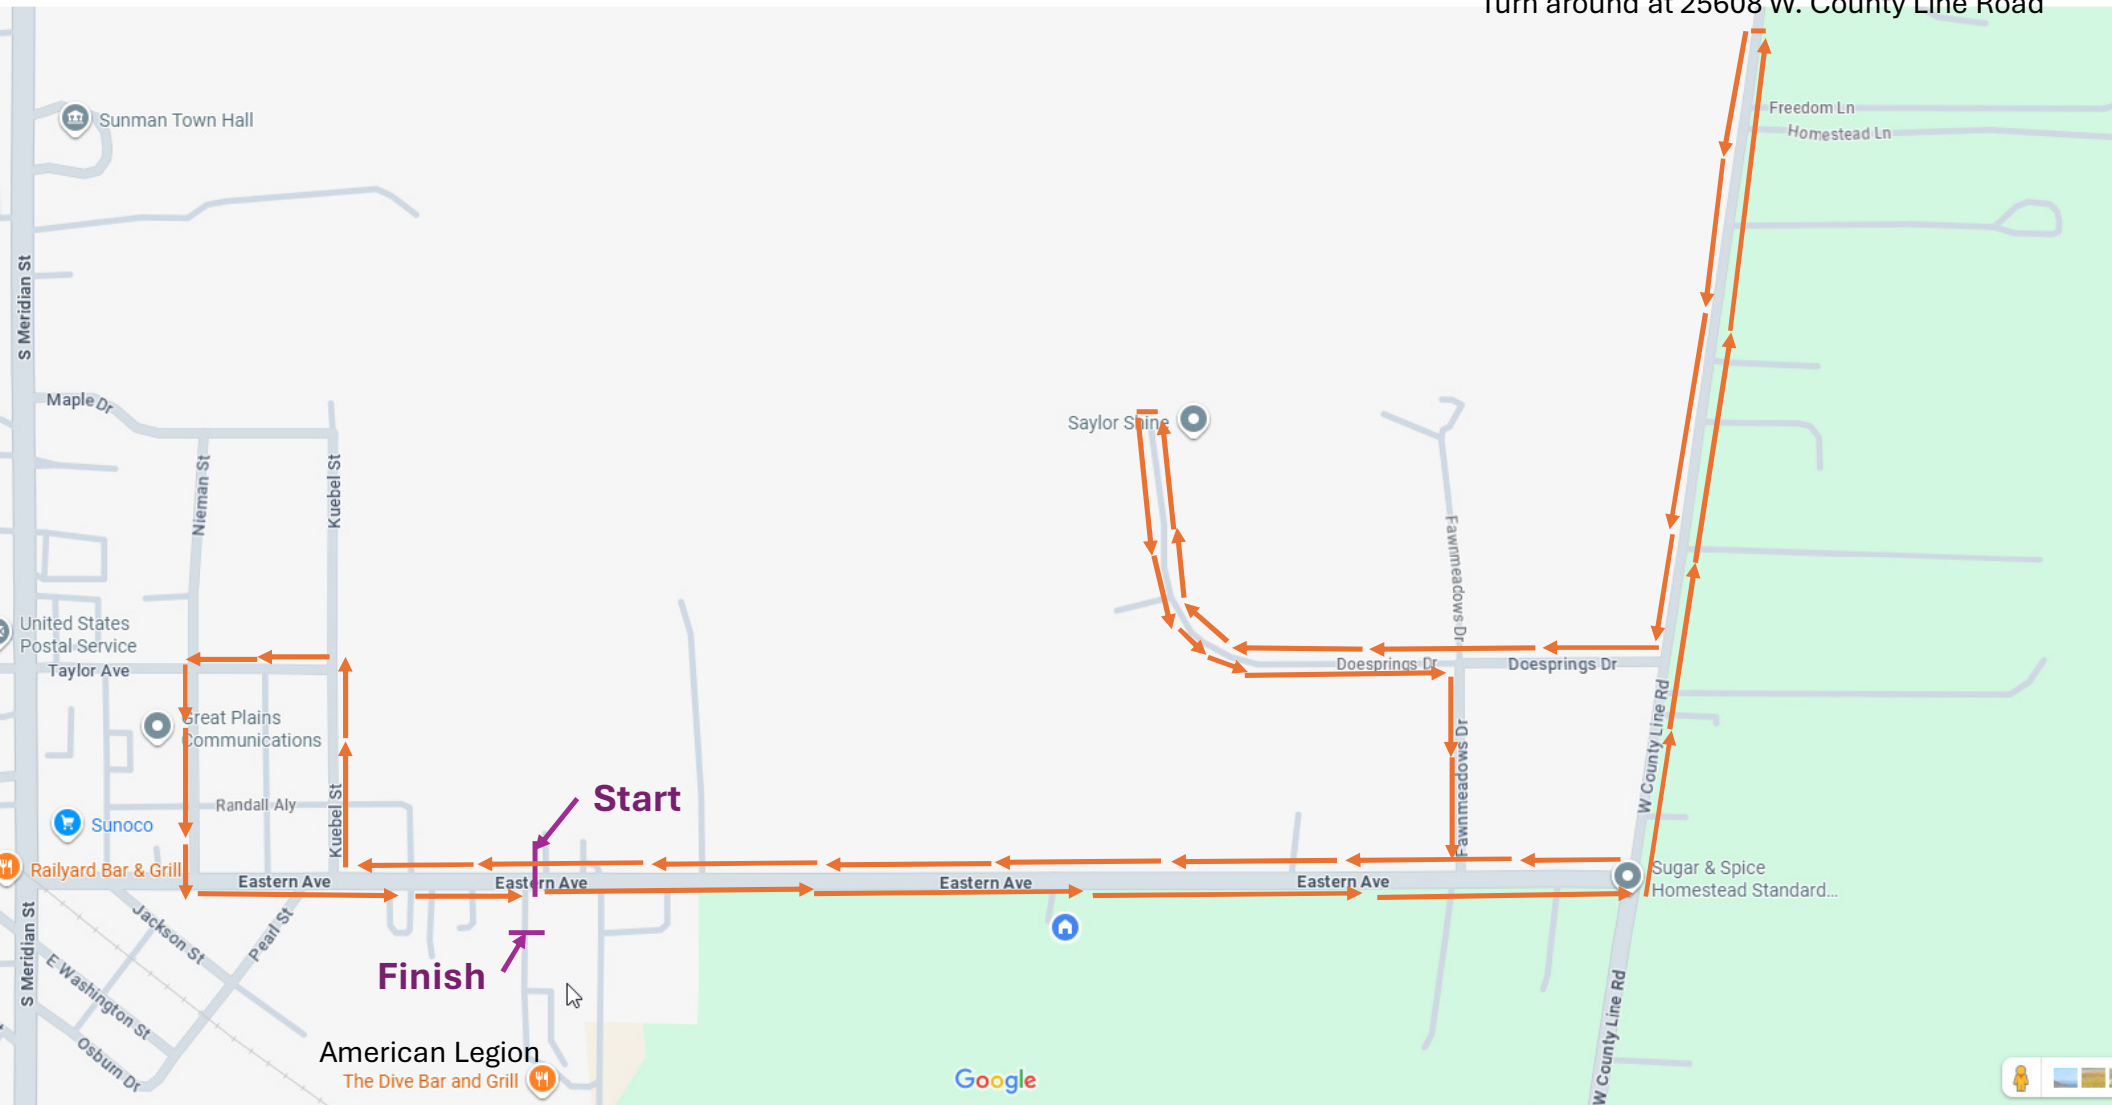 Turn around at 25608 W. County Line Road
Freedom Ln
Homestead Ln
Sunman Town Hall
S Meridian St
Maple Dr
Saylor Shine
Nieman St
Kuebel St
Fawnmeadows Dr
United States
Postal Service
Taylor Ave
Doesprings Dr
Doesprings Dr
Great Plains
Communications
W County Line Rd
Fawnmeadows Dr
Start
Randall Aly
Kuebel St
Sunoco
Railyard Bar & Grill
Eastern Ave
Eastern Ave
Eastern Ave
Eastern Ave
Sugar & Spice
Homestead Standard...
Jackson St
Pearl St
S Meridian St
E Washington St
Finish
Osburn Dr
W County Line Rd
American Legion
The Dive Bar and Grill
Google